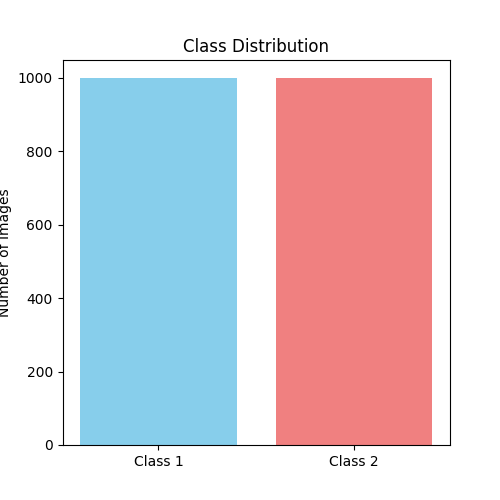 Class Distribution
Number of Images
1000
800
600
400
200
0
Class 1
Class 2